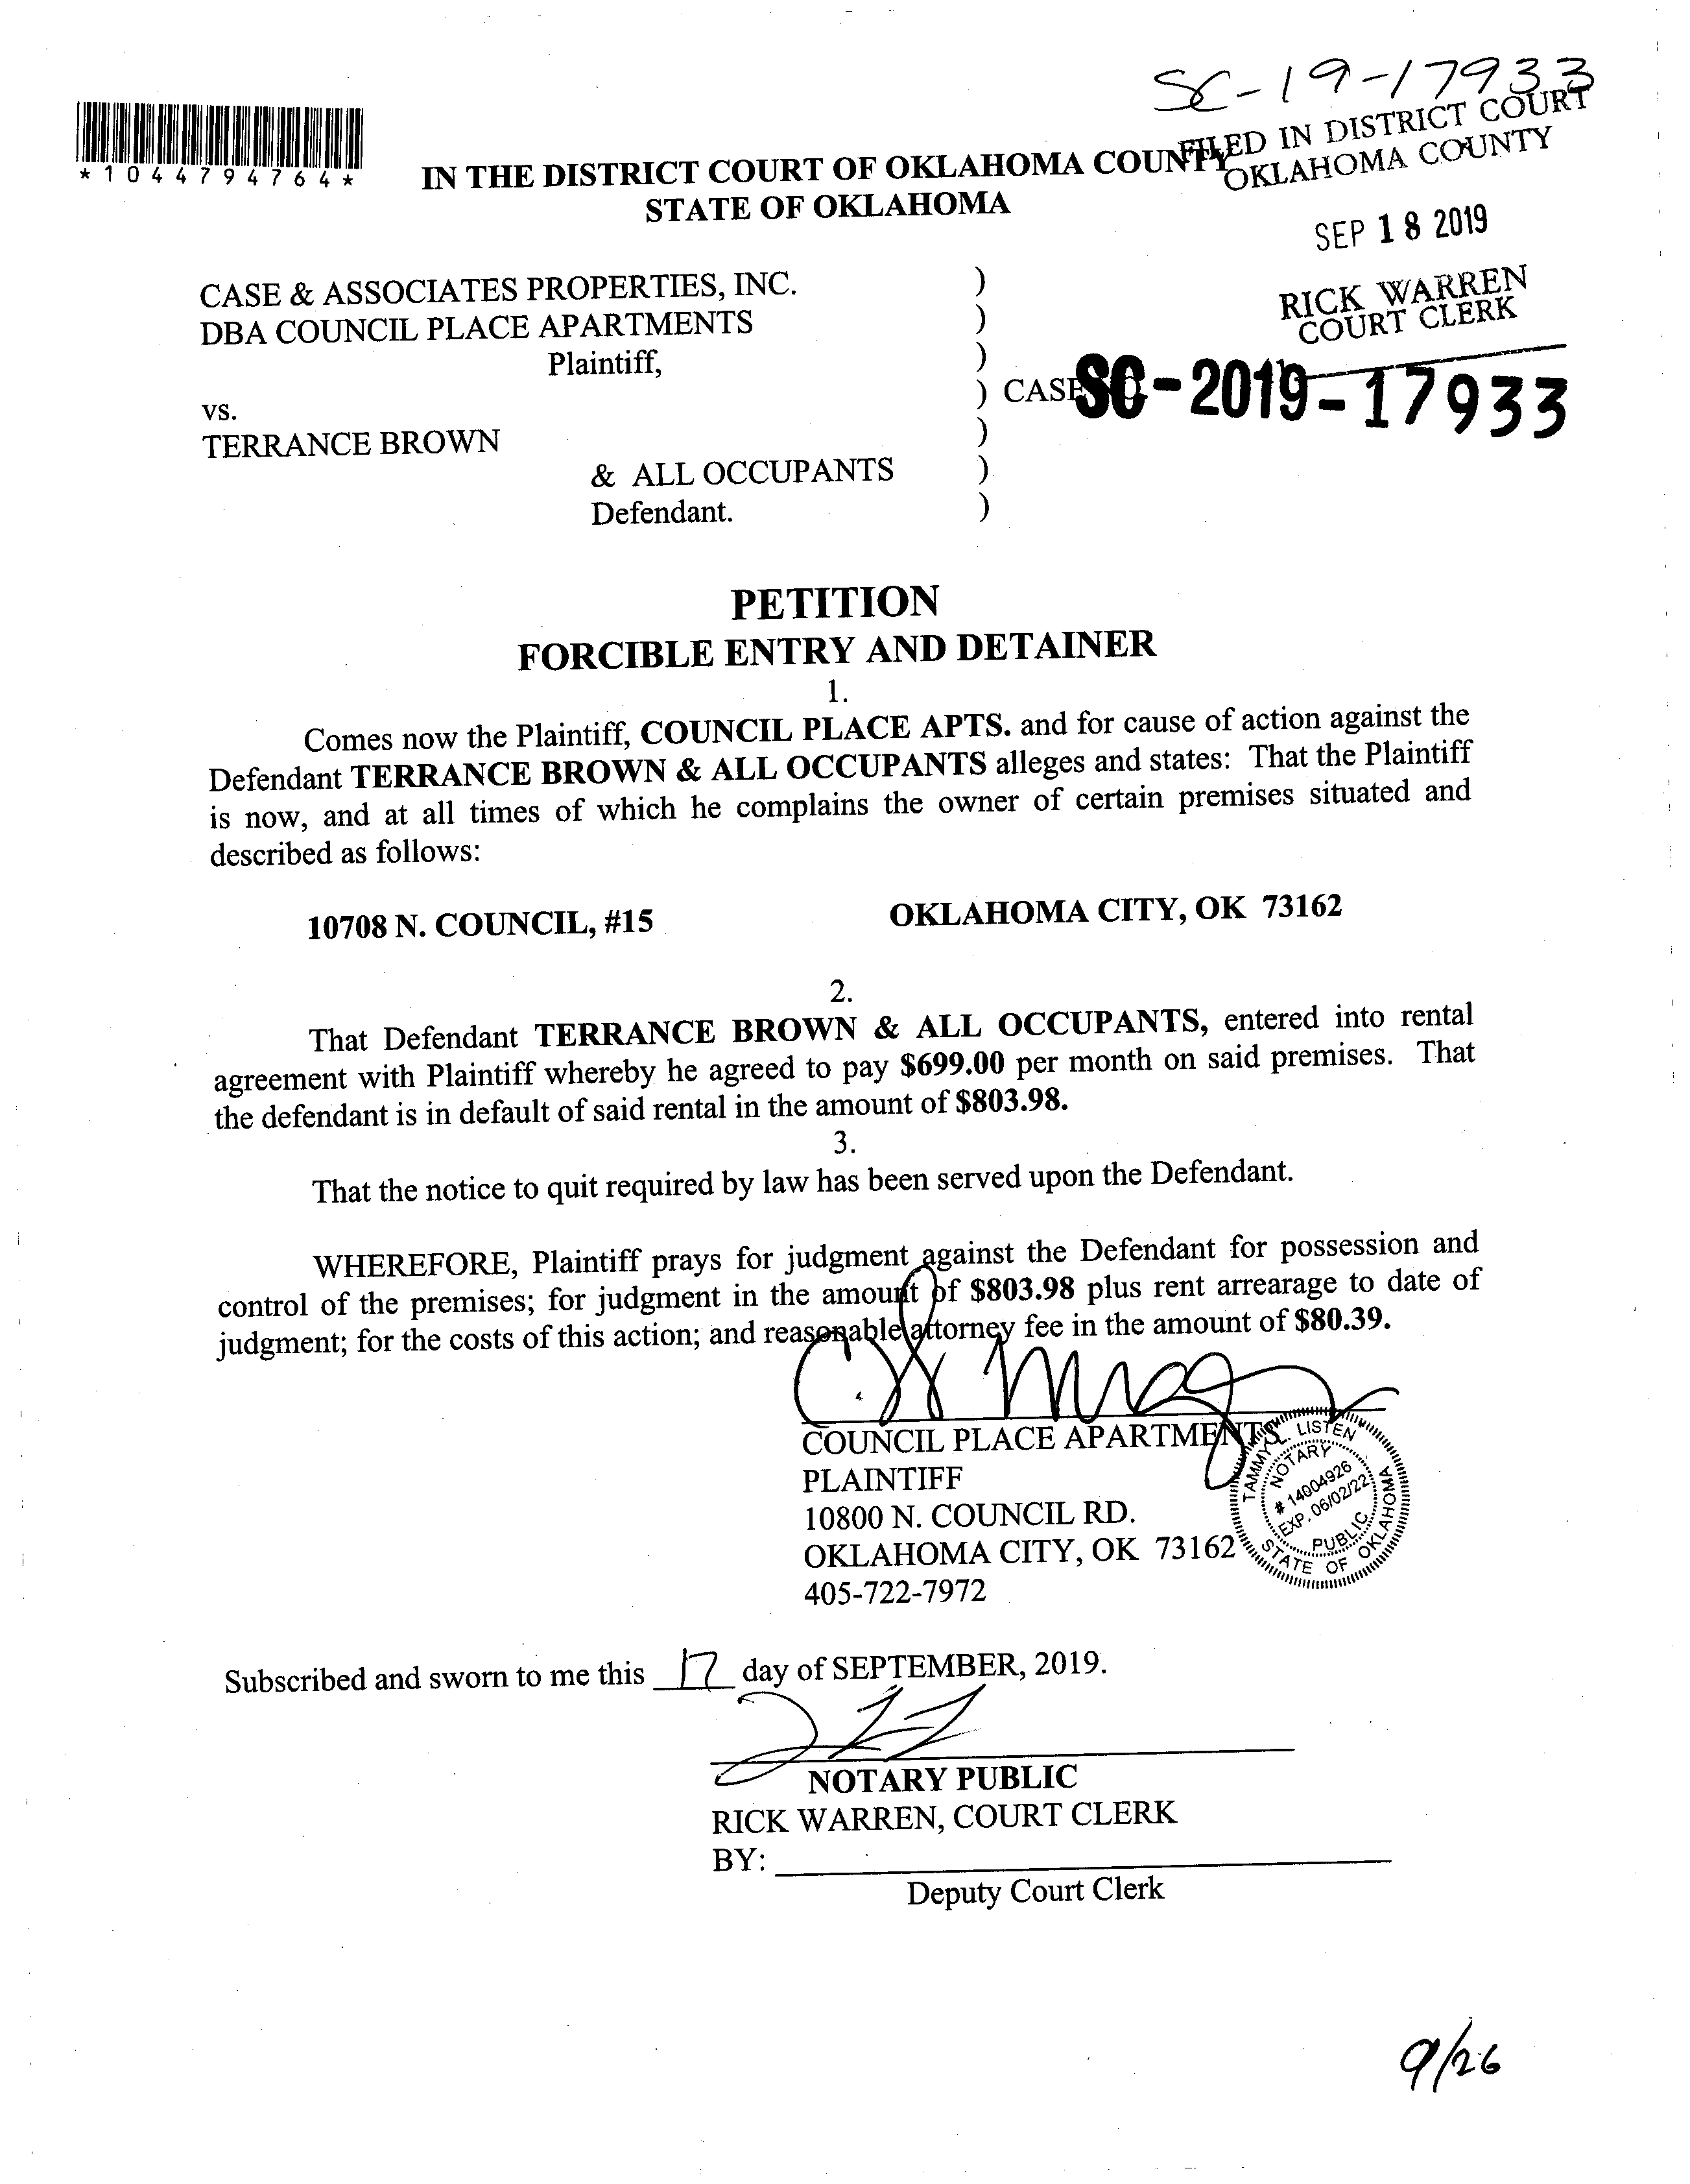 SC-19-17933
FILED IN DISTRICT COURT
OKLAHOMA COUNTY
*1044794764*
IN THE DISTRICT COURT OF OKLAHOMA COUNTY
STATE OF OKLAHOMA
SEP 18 2019
RICK WARREN
COURT CLERK
CASE & ASSOCIATES PROPERTIES, INC. )
DBA COUNCIL PLACE APARTMENTS )
Plaintiff, )
) CASE SC-2019-17933
vs.
TERRANCE BROWN )
& ALL OCCUPANTS )
Defendant. )
PETITION
FORCIBLE ENTRY AND DETAINER
1.
Comes now the Plaintiff, COUNCIL PLACE APTS. and for cause of action against the
Defendant TERRANCE BROWN & ALL OCCUPANTS alleges and states: That the Plaintiff
is now, and at all times of which he complains the owner of certain premises situated and
described as follows:
10708 N. COUNCIL, #15 OKLAHOMA CITY, OK 73162
2.
That Defendant TERRANCE BROWN & ALL OCCUPANTS, entered into rental
agreement with Plaintiff whereby he agreed to pay $699.00 per month on said premises. That
the defendant is in default of said rental in the amount of $803.98.
3.
That the notice to quit required by law has been served upon the Defendant.
WHEREFORE, Plaintiff prays for judgment against the Defendant for possession and
control of the premises; for judgment in the amount of $803.98 plus rent arrearage to date of
judgment; for the costs of this action; and reasonable attorney fee in the amount of $80.39.
COUNCIL PLACE APARTMENTS
PLAINTIFF
10800 N. COUNCIL RD.
OKLAHOMA CITY, OK 73162
405-722-7972
TAMMY L. LISTEN
NOTARY
# 14004926
EXP. 06/02/22
PUBLIC
STATE OF OKLAHOMA
Subscribed and sworn to me this 17 day of SEPTEMBER, 2019.
NOTARY PUBLIC
RICK WARREN, COURT CLERK
BY:
Deputy Court Clerk
9/26